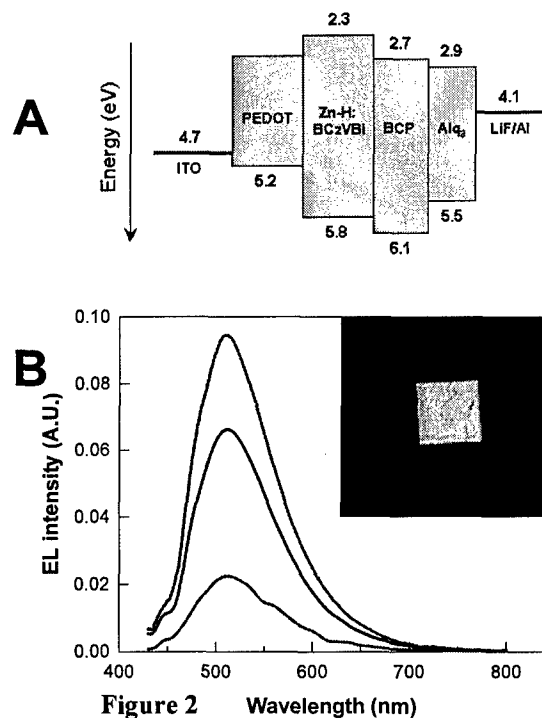 A
Energy (eV)
2.3
2.7
2.9
4.7
ITO
PEDOT
5.2
Zn-H:
BCzVBi
5.8
BCP
6.1
Alq3
5.5
4.1
LiF/Al
B
EL intensity (A.U.)
0.10
0.08
0.06
0.04
0.02
0.00
400 500 600 700 800
Figure 2 Wavelength (nm)